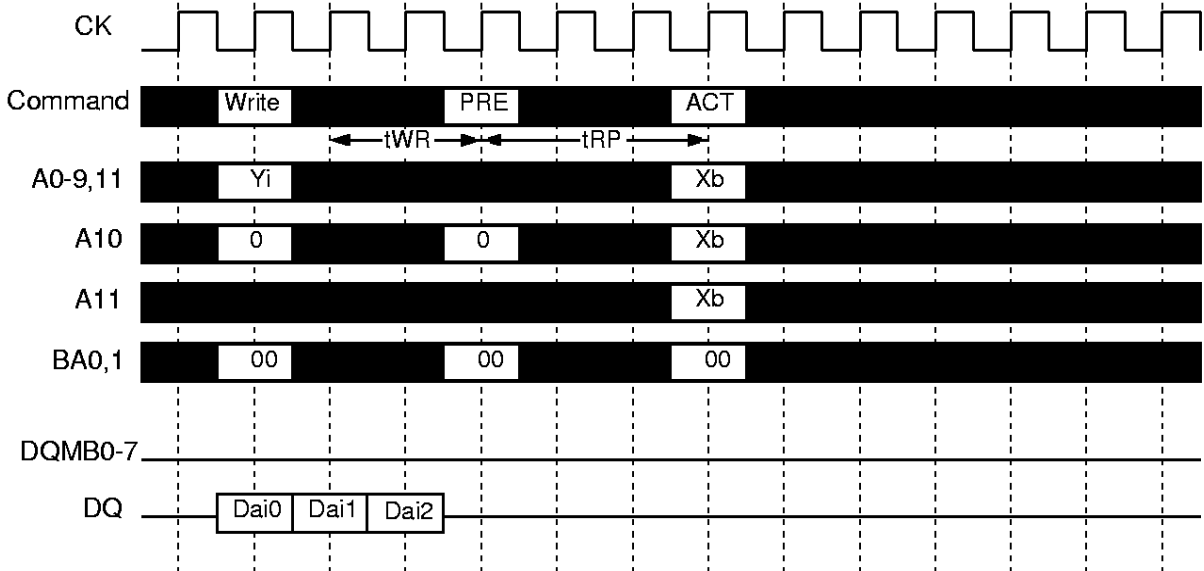 CK
Command Write PRE ACT
tWR tRP
A0-9,11 Yi Xb
A10 0 0 Xb
A11 Xb
BA0,1 00 00 00
DQMB0-7
DQ Dai0 Dai1 Dai2